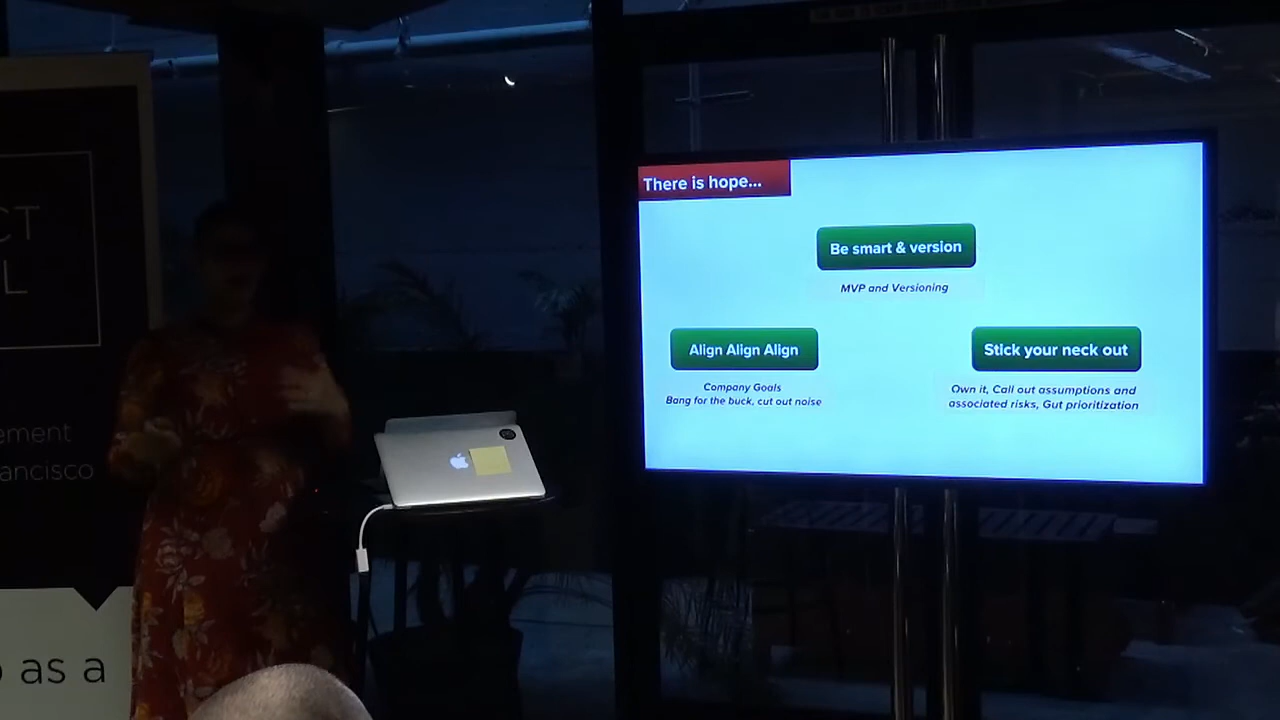 CT
L
ement
ancisco
as a
There is hope...
Be smart & version
MVP and Versioning
Align Align Align
Company Goals
Bang for the buck, cut out noise
Stick your neck out
Own it, Call out assumptions and
associated risks, Gut prioritization